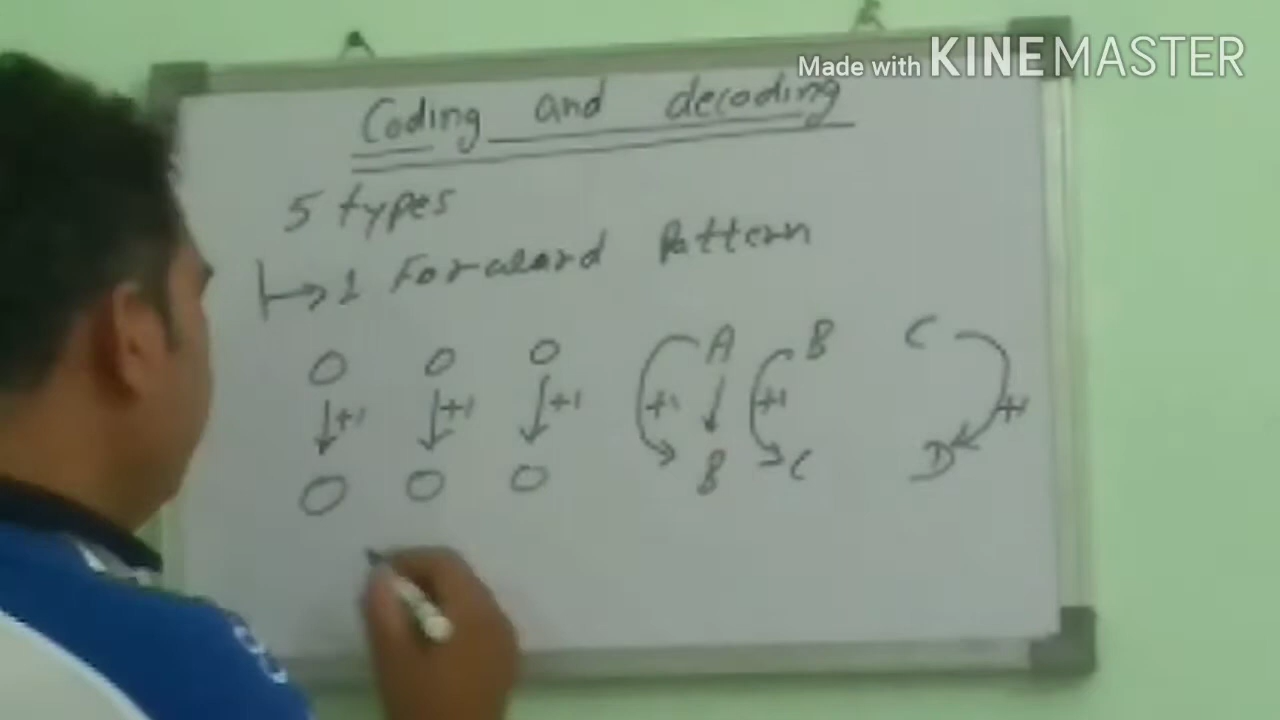 Made with KINEMASTER
Coding and decoding
5 types
1 Forward Pattern
O O O A B C
+1 +1 +1 +1 +1 +1
O O O B C D